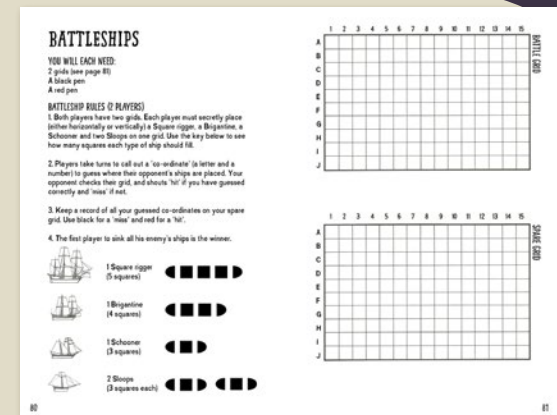 BATTLESHIPS
YOU WILL EACH NEED:
2 grids (see page 81)
A black pen
A red pen
BATTLESHIP RULES (2 PLAYERS)
1. Both players have two grids. Each player must secretly place
(either horizontally or vertically) a Square rigger, a Brigantine, a
Schooner and two Sloops on one grid. Use the key below to see
how many squares each type of ship should fill.
2. Players take turns to call out a 'co-ordinate' (a letter and a
number) to guess where their opponent's ships are placed. Your
opponent checks their grid, and shouts 'hit' if you have guessed
correctly and 'miss' if not.
3. Keep a record of all your guessed co-ordinates on your spare
grid. Use black for a 'miss' and red for a 'hit'.
4. The first player to sink all his enemy's ships is the winner.
1 Square rigger
(5 squares)
1 Brigantine
(4 squares)
1 Schooner
(3 squares)
2 Sloops
(3 squares each)
80
1 2 3 4 5 6 7 8 9 10 11 12 13 14 15
A
B
C
D
E
F
G
H
I
J
BATTLE GRID
1 2 3 4 5 6 7 8 9 10 11 12 13 14 15
A
B
C
D
E
F
G
H
I
J
SPARE GRID
81